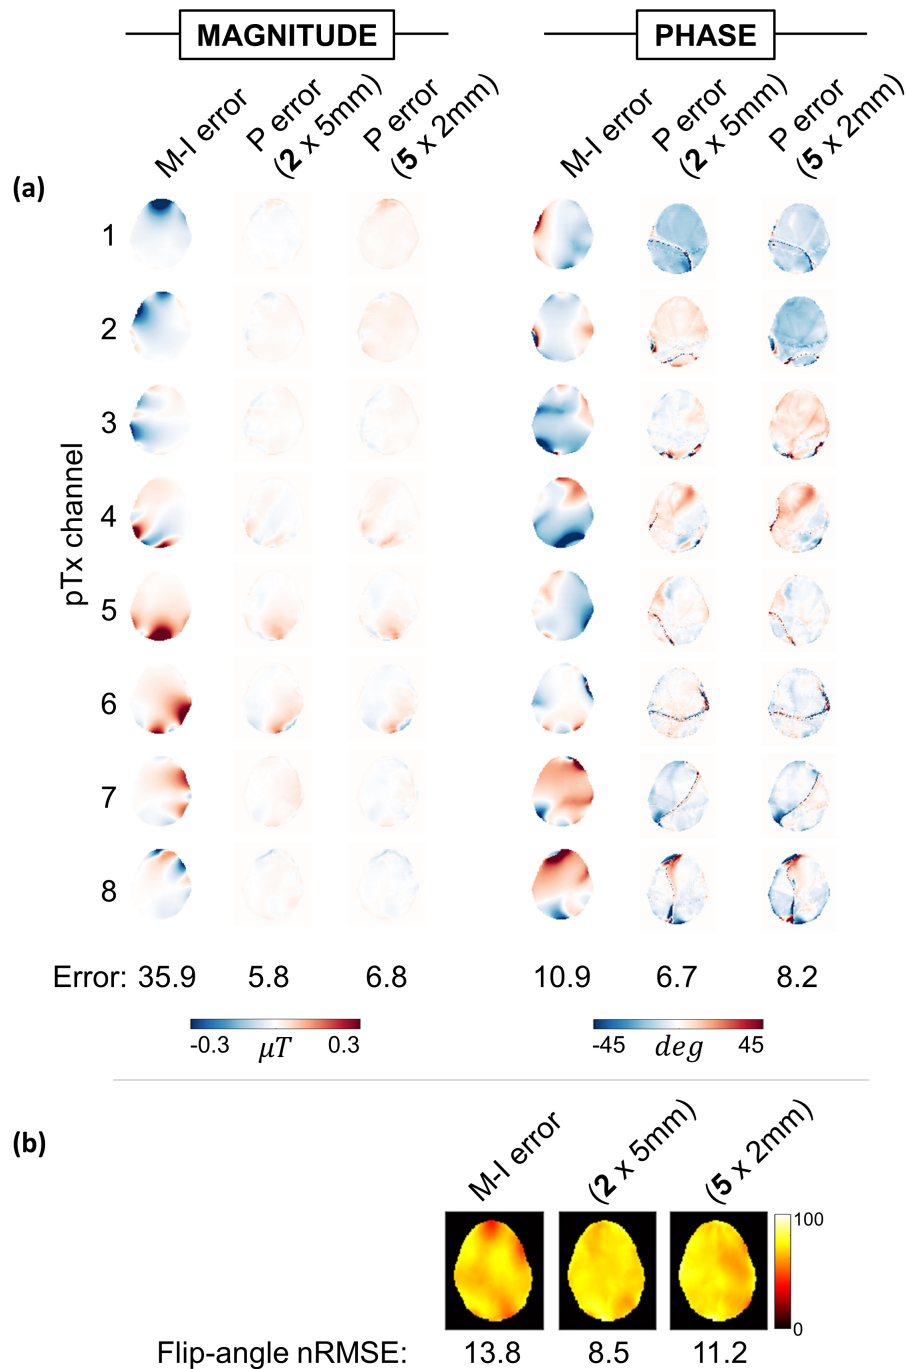 MAGNITUDE PHASE
M-I error P error (2 x 5mm) P error (5 x 2mm) M-I error P error (2 x 5mm) P error (5 x 2mm)
(a)
1
2
3
4
5
6
7
8
pTx channel
Error: 35.9 5.8 6.8 10.9 6.7 8.2
-0.3 μT 0.3 -45 deg 45
(b)
M-I error (2 x 5mm) (5 x 2mm)
100
0
Flip-angle nRMSE: 13.8 8.5 11.2